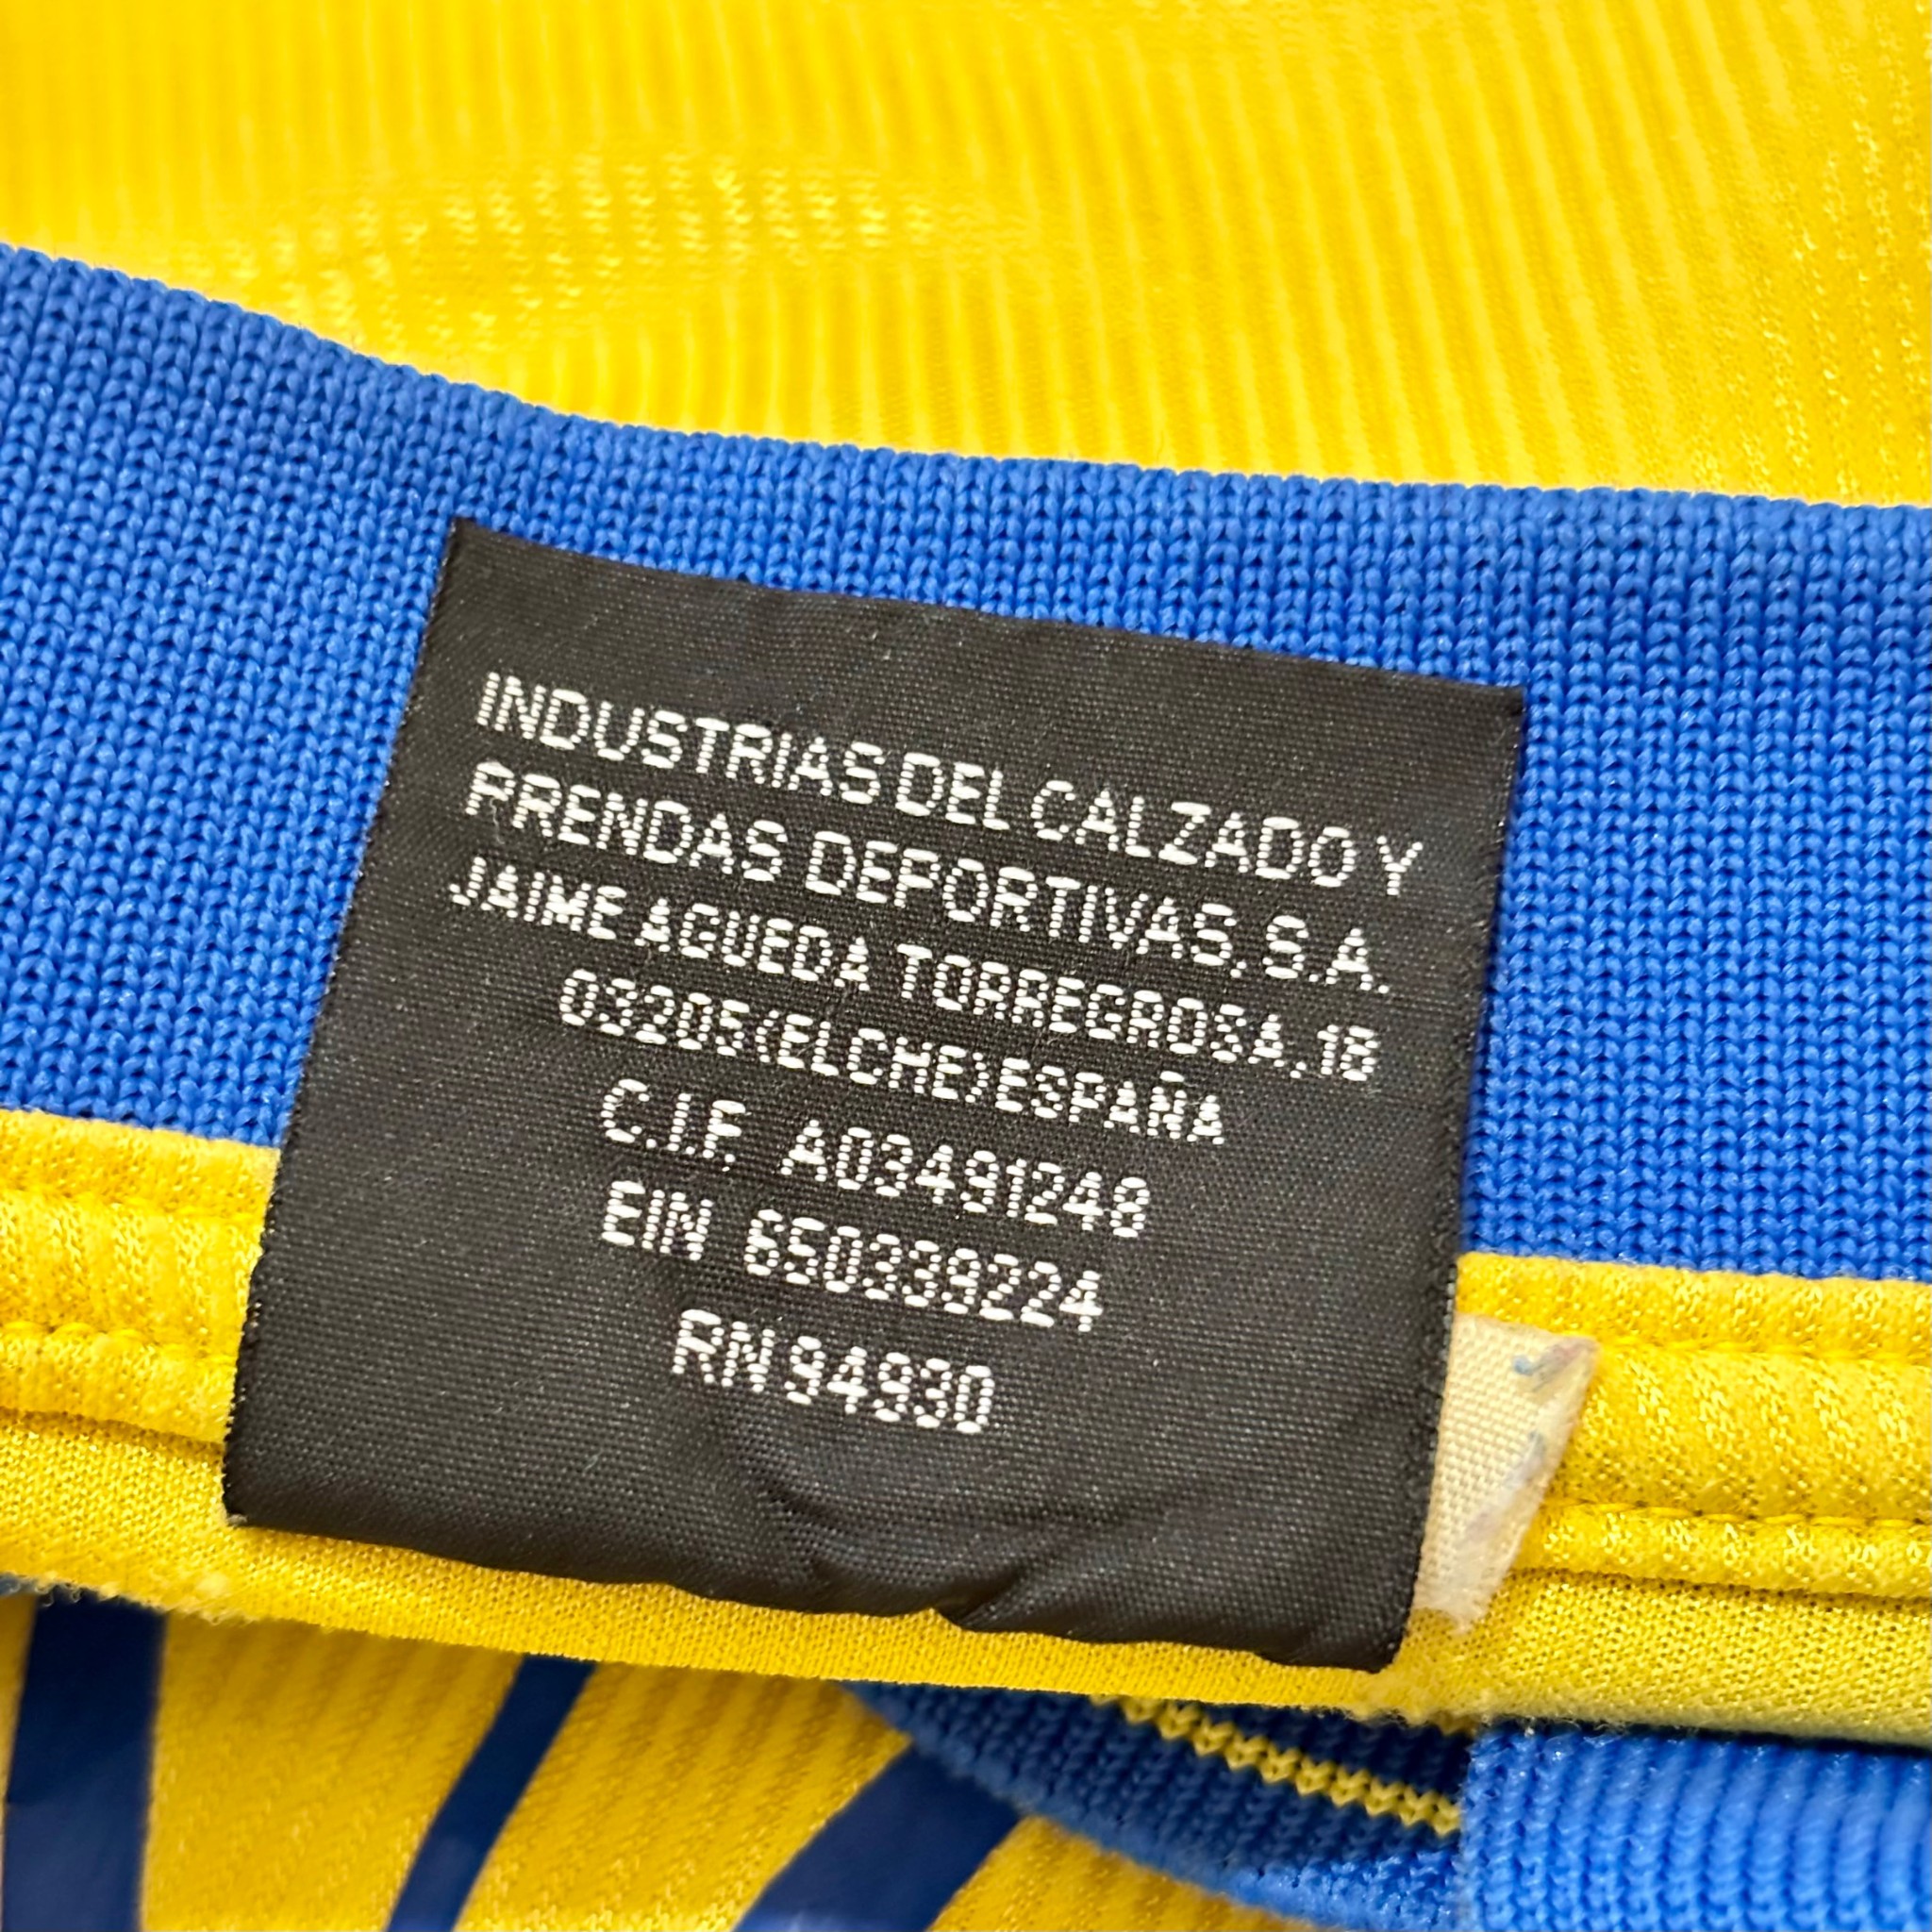 INDUSTRIAS DEL CALZADO Y
PRENDAS DEPORTIVAS, S.A.
JAIME AGUEDA TORREGROSA, 18
03205 (ELCHE) ESPAÑA
C.I.F. A03491248
EIN 650339224
RN 94930